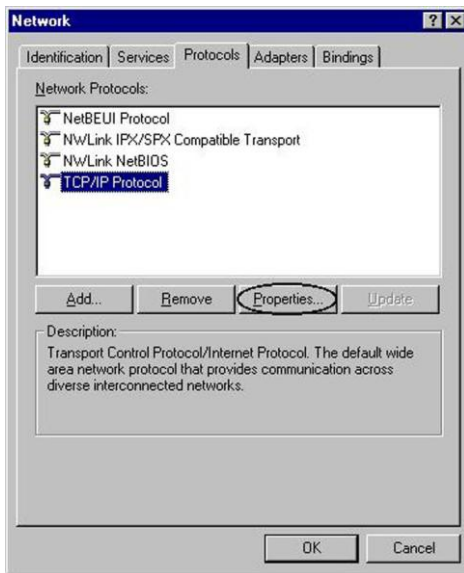 Network
Identification Services Protocols Adapters Bindings
Network Protocols:
NetBEUI Protocol
NWLink IPX/SPX Compatible Transport
NWLink NetBIOS
TCP/IP Protocol
Add... Remove Properties... Update
Description:
Transport Control Protocol/Internet Protocol. The default wide
area network protocol that provides communication across
diverse interconnected networks.
OK Cancel